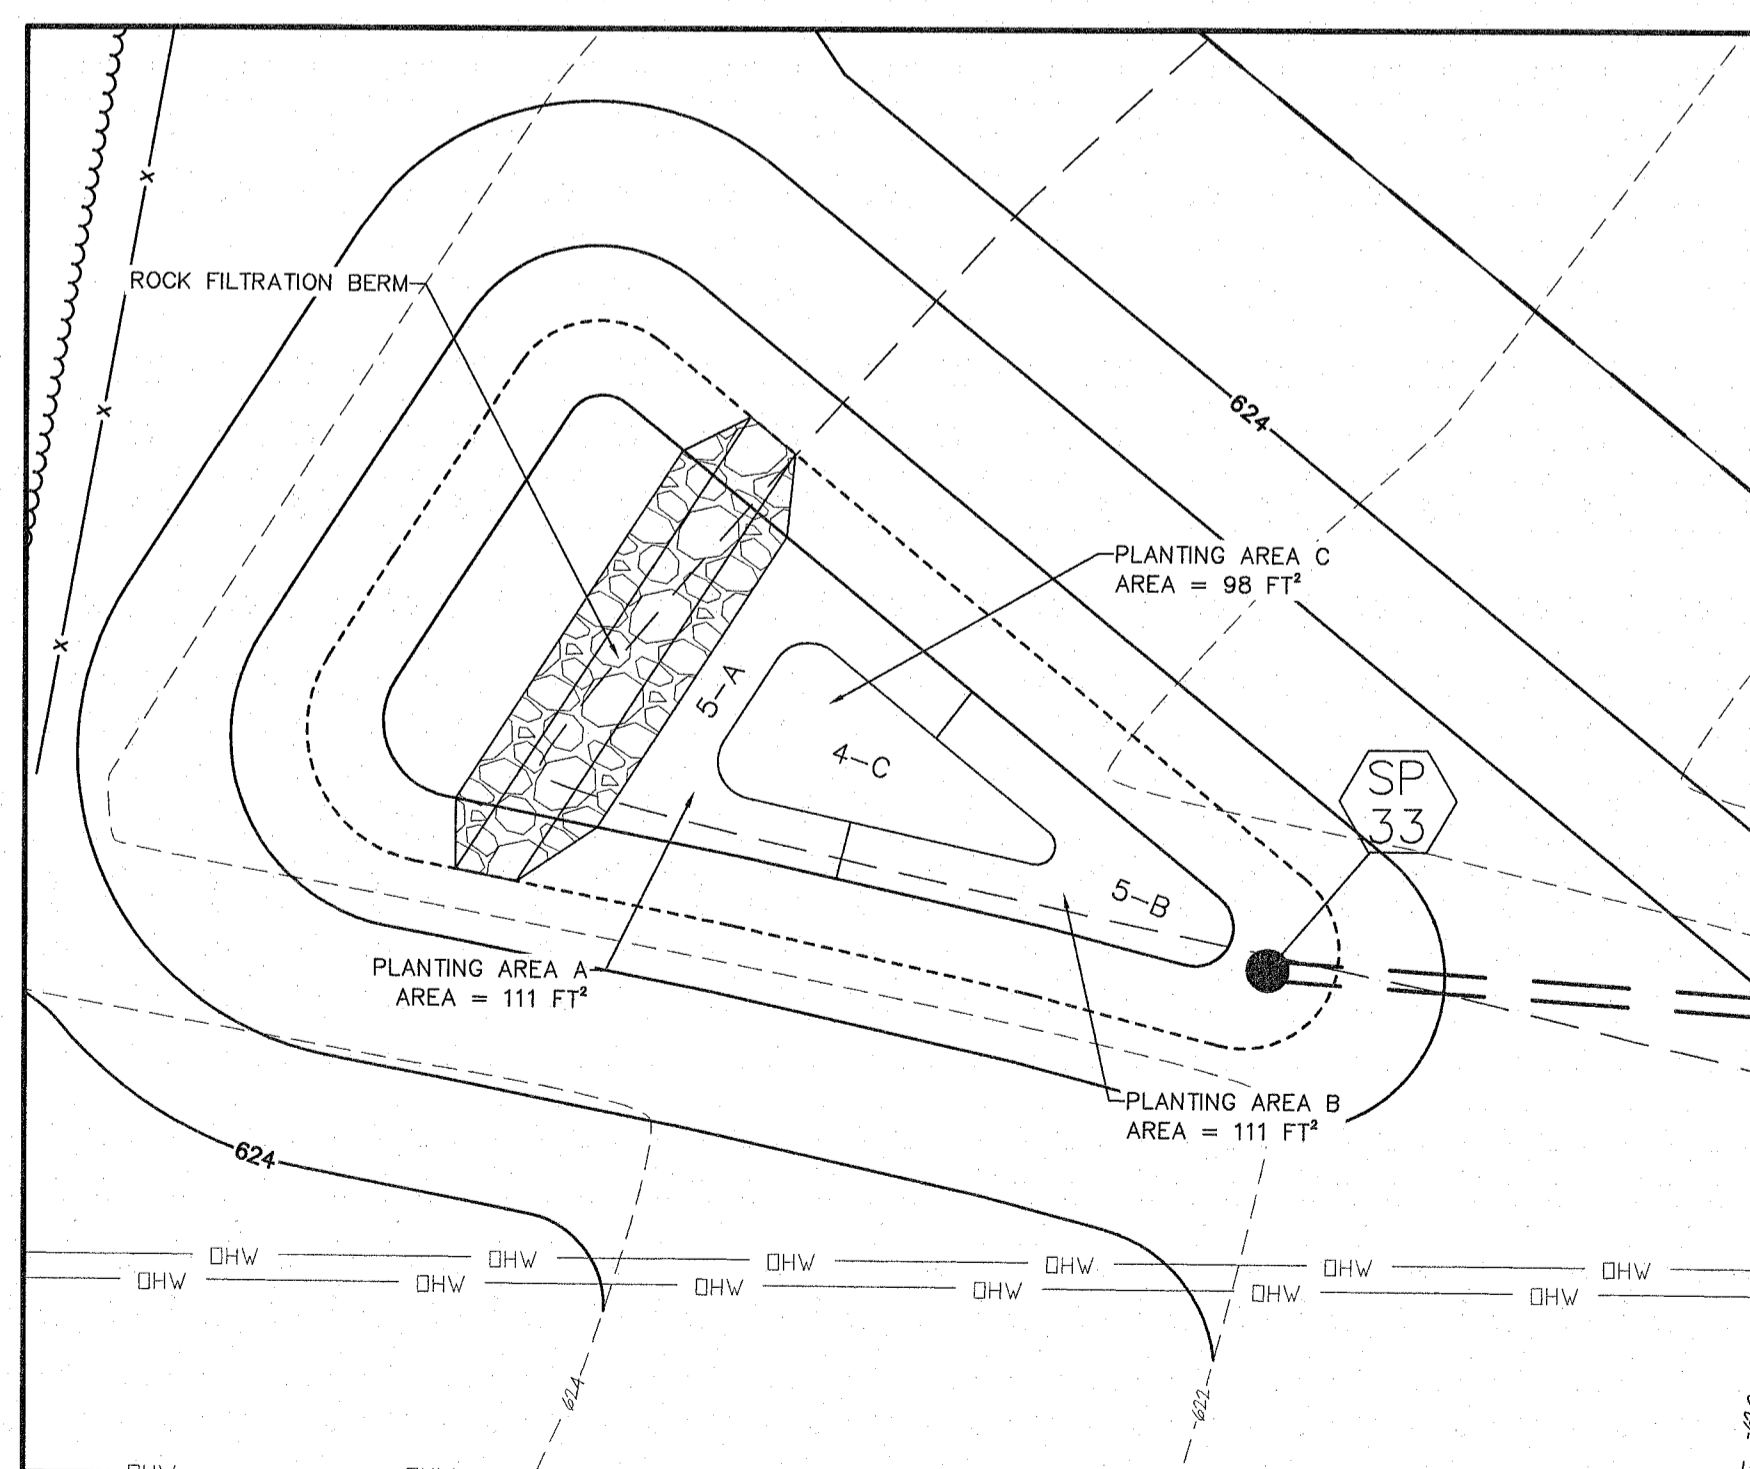 X
ROCK FILTRATION BERM
X
624
PLANTING AREA C
AREA = 98 FT²
X
5-A
4-C
SP
33
5-B
PLANTING AREA A
AREA = 111 FT²
PLANTING AREA B
AREA = 111 FT²
624
OHW OHW OHW OHW OHW OHW
OHW OHW OHW OHW OHW OHW
624
622